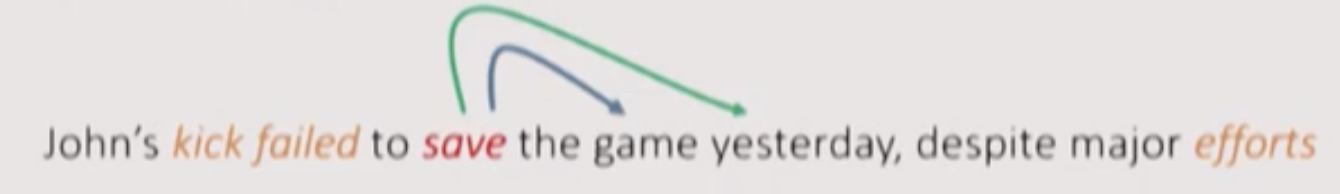 John's kick failed to save the game yesterday, despite major efforts